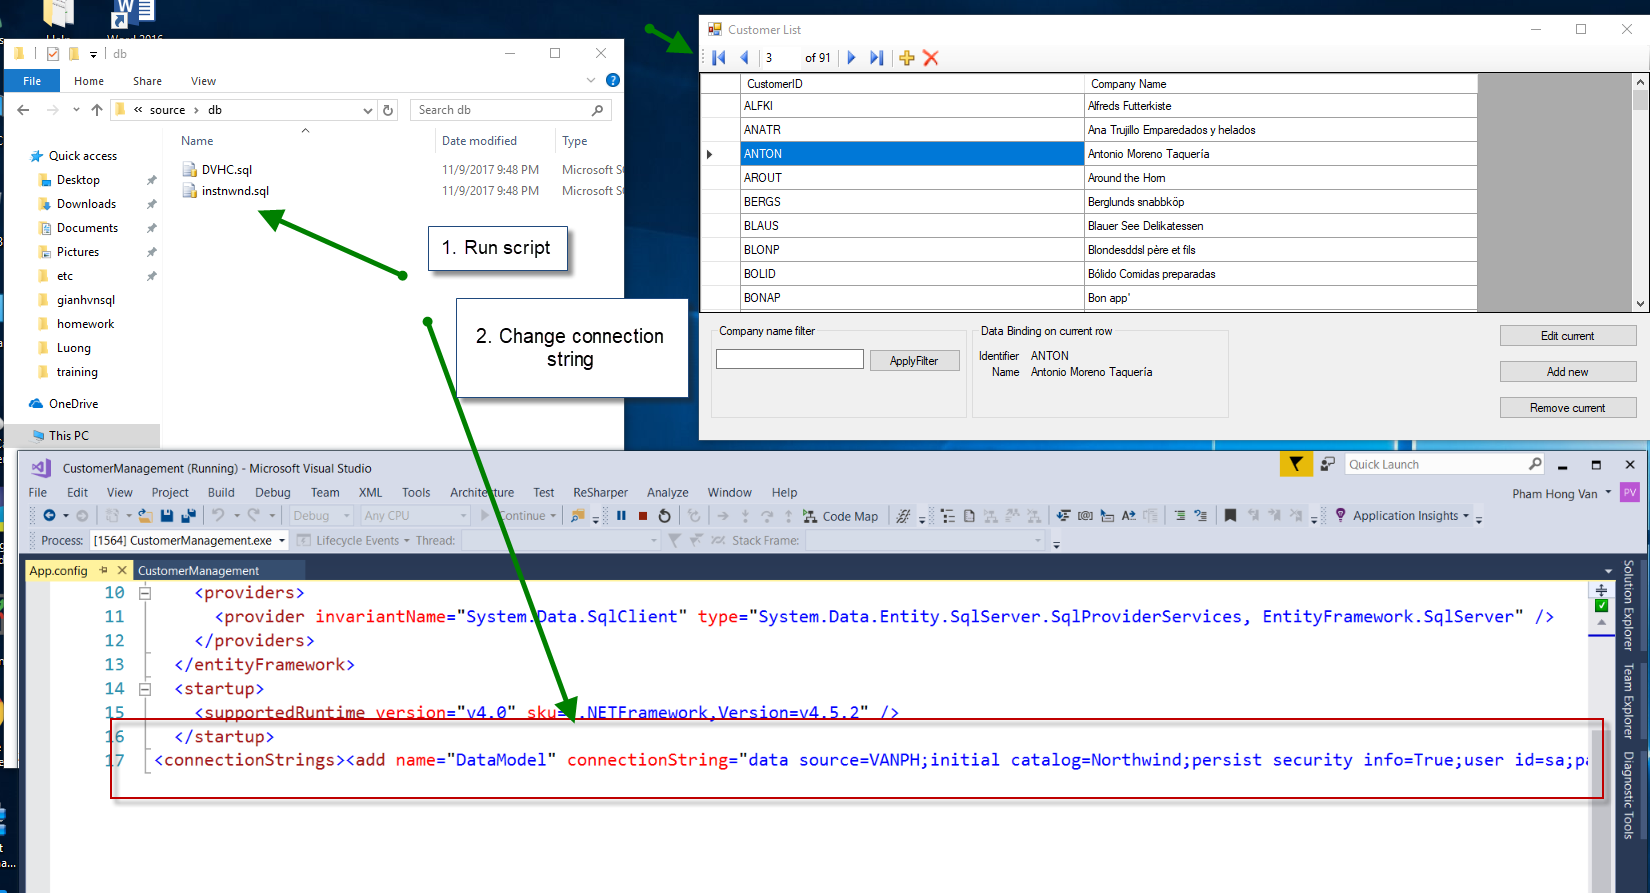 Word 2016
db
File
Home
Share
View
« source › db
Search db
Name
Date modified
Type
Quick access
Desktop
Downloads
Documents
Pictures
etc
gianhvnsql
homework
Luong
training
OneDrive
This PC
DVHC.sql 11/9/2017 9:48 PM Microsoft S
instnwnd.sql 11/9/2017 9:48 PM Microsoft S
1. Run script
2. Change connection
string
Customer List
3 of 91
CustomerID Company Name
ALFKI Alfreds Futterkiste
ANATR Ana Trujillo Emparedados y helados
ANTON Antonio Moreno Taquería
AROUT Around the Horn
BERGS Berglunds snabbköp
BLAUS Blauer See Delikatessen
BLONP Blondesddsl père et fils
BOLID Bólido Comidas preparadas
BONAP Bon app'
Company name filter
ApplyFilter
Data Binding on current row
Identifier ANTON
Name Antonio Moreno Taquería
Edit current
Add new
Remove current
CustomerManagement (Running) - Microsoft Visual Studio
Quick Launch
File Edit View Project Build Debug Team XML Tools Architecture Test ReSharper Analyze Window Help
Pham Hong Van PV
Debug Any CPU Continue Code Map Application Insights
Process: [1564] CustomerManagement.exe Lifecycle Events Thread: Stack Frame:
App.config CustomerManagement
10 <providers>
11 <provider invariantName="System.Data.SqlClient" type="System.Data.Entity.SqlServer.SqlProviderServices, EntityFramework.SqlServer" />
12 </providers>
13 </entityFramework>
14 <startup>
15 <supportedRuntime version="v4.0" sku=".NETFramework,Version=v4.5.2" />
16 </startup>
17 <connectionStrings><add name="DataModel" connectionString="data source=VANPH;initial catalog=Northwind;persist security info=True;user id=sa;pa
Solution Explorer
Team Explorer
Diagnostic Tools